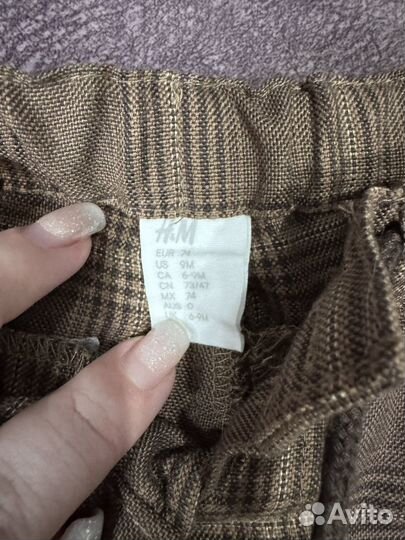 H&M
EUR 74
US 9M
CA 6-9M
CN 73/47
MX 74
AUS 0
UK 6-9M
Avito